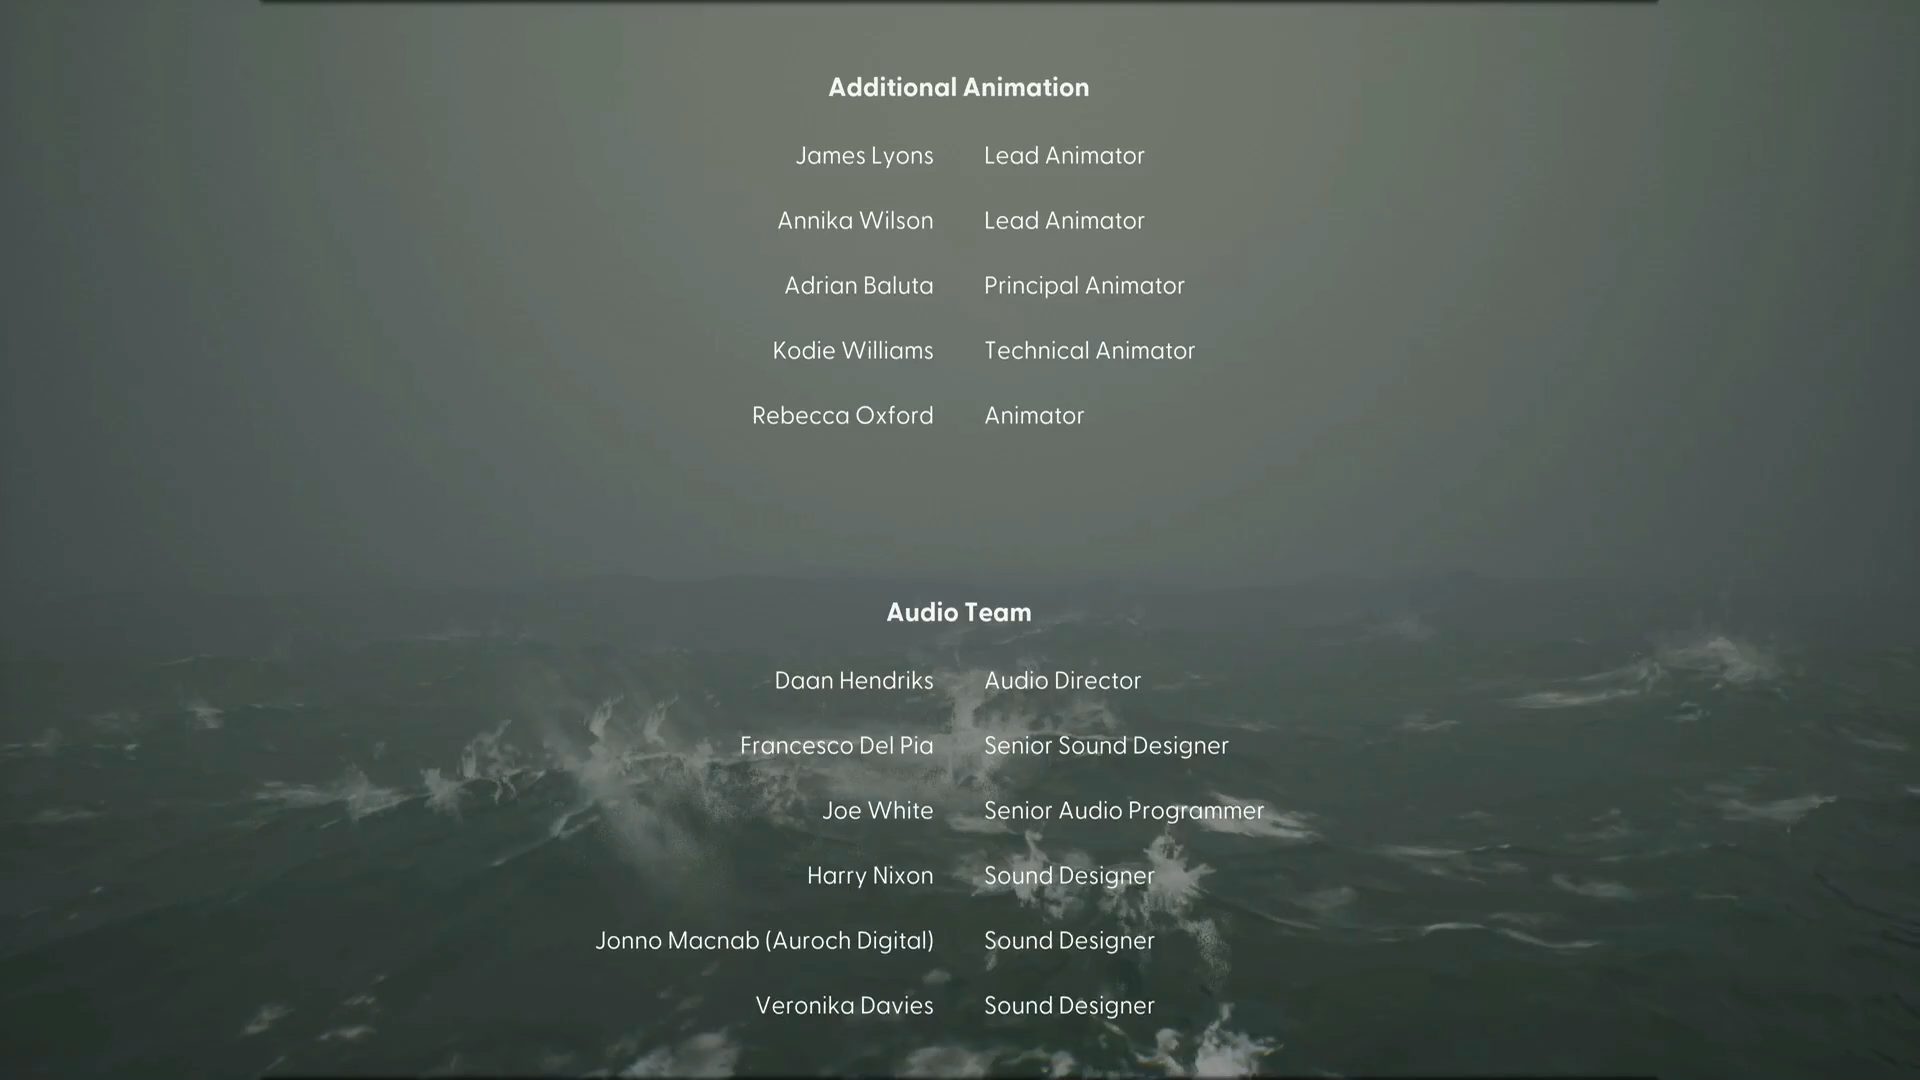 Additional Animation
James Lyons Lead Animator
Annika Wilson Lead Animator
Adrian Baluta Principal Animator
Kodie Williams Technical Animator
Rebecca Oxford Animator
Audio Team
Daan Hendriks Audio Director
Francesco Del Pia Senior Sound Designer
Joe White Senior Audio Programmer
Harry Nixon Sound Designer
Jonno Macnab (Auroch Digital) Sound Designer
Veronika Davies Sound Designer